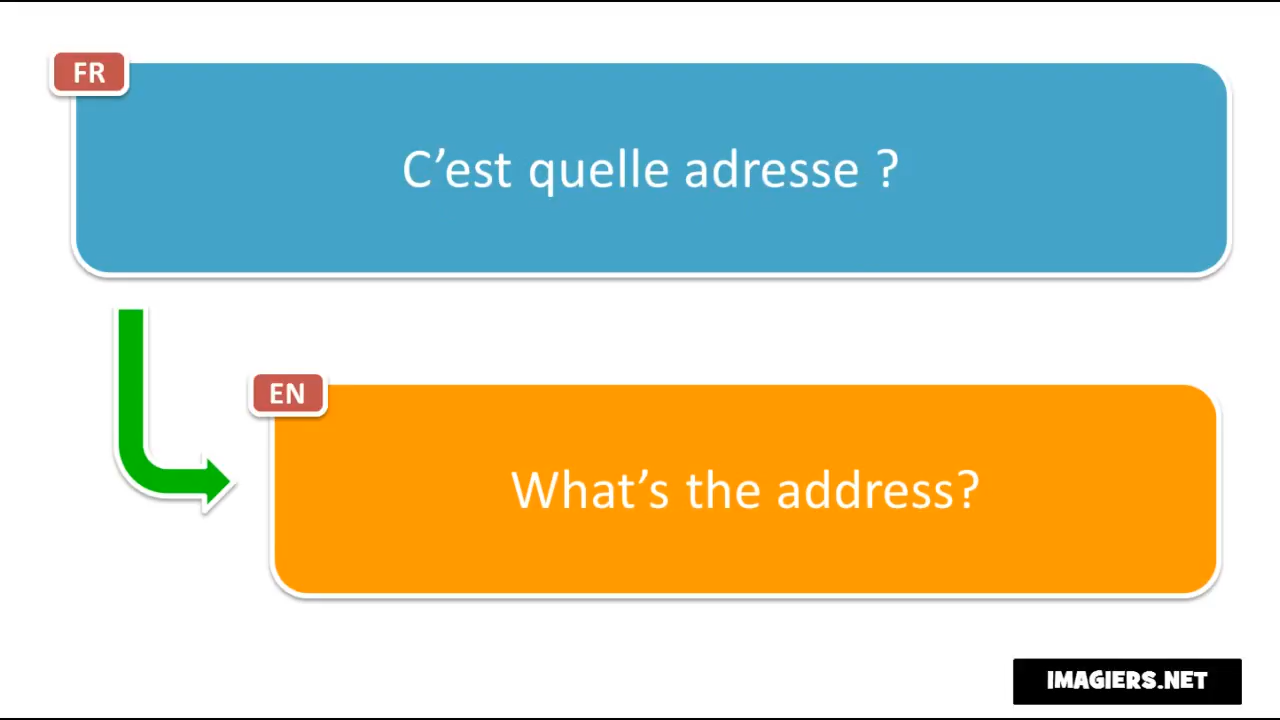 FR
C’est quelle adresse ?
EN
What’s the address?
IMAGIERS.NET